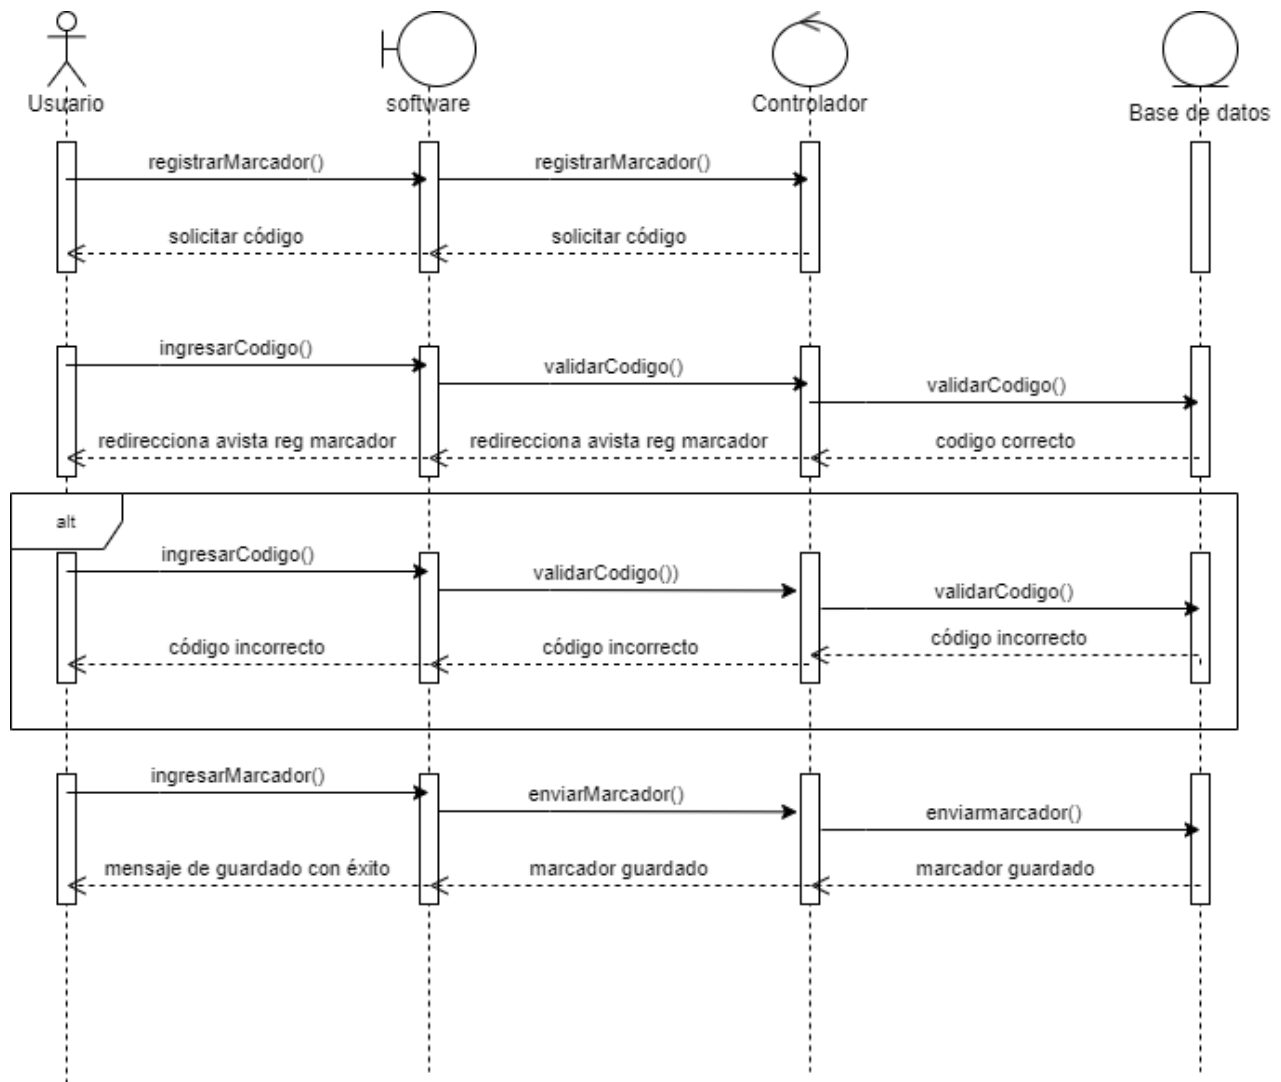 Usuario
software
Controlador
Base de datos
registrarMarcador()
registrarMarcador()
solicitar código
solicitar código
ingresarCodigo()
validarCodigo()
validarCodigo()
redirecciona avista reg marcador
redirecciona avista reg marcador
codigo correcto
alt
ingresarCodigo()
validarCodigo())
validarCodigo()
código incorrecto
código incorrecto
código incorrecto
ingresarMarcador()
enviarMarcador()
enviarmarcador()
mensaje de guardado con éxito
marcador guardado
marcador guardado